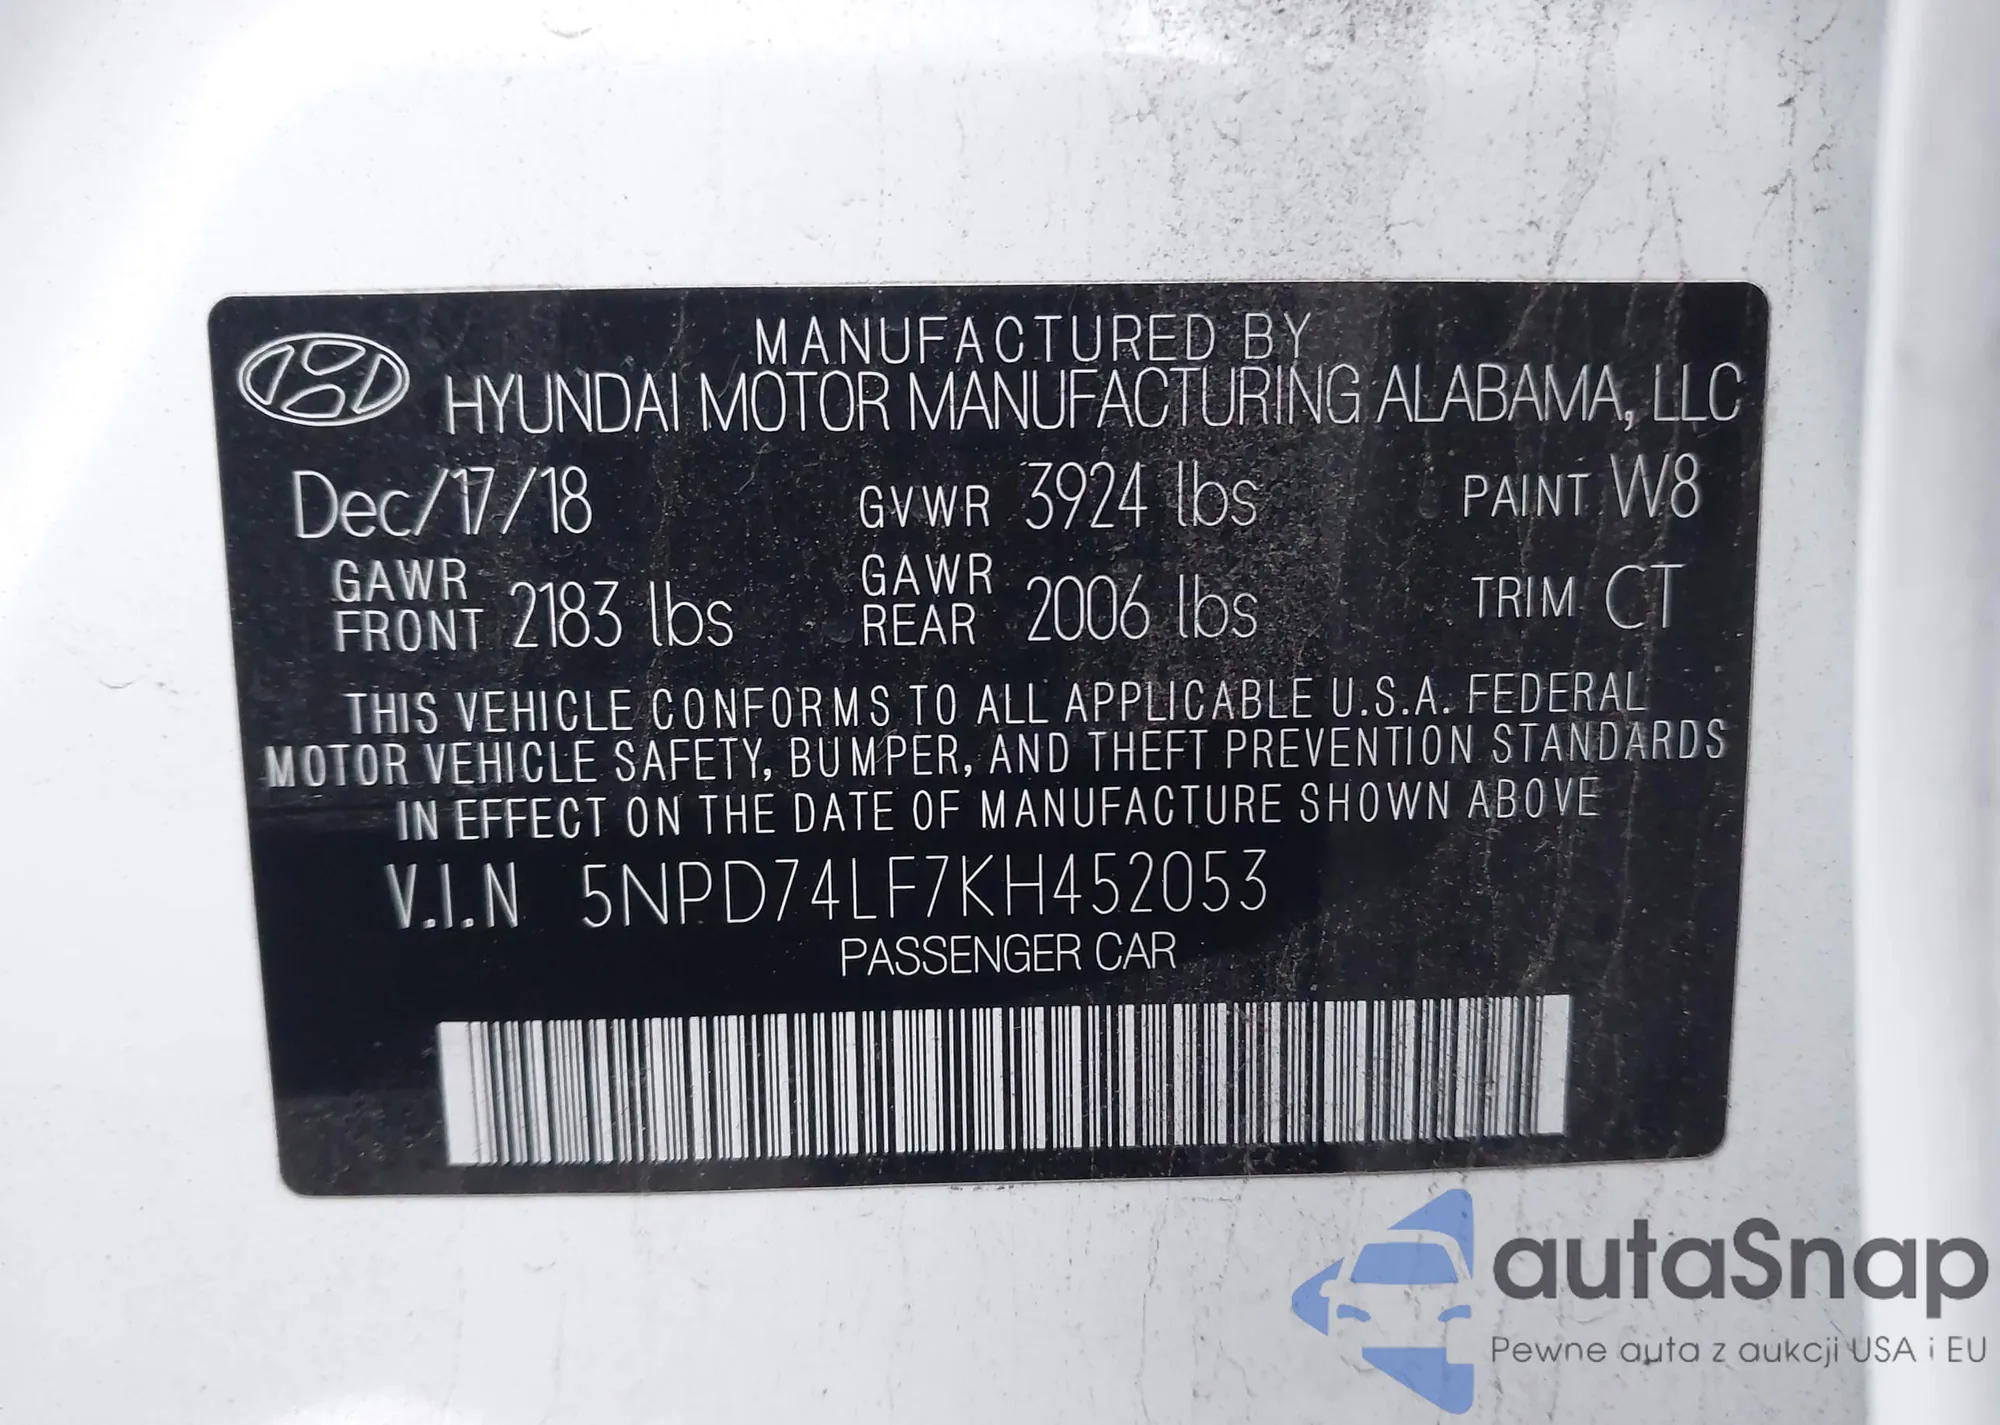 MANUFACTURED BY
HYUNDAI MOTOR MANUFACTURING ALABAMA, LLC
Dec/17/18 GVWR 3924 lbs PAINT W8
GAWR FRONT 2183 lbs GAWR REAR 2006 lbs TRIM CT
THIS VEHICLE CONFORMS TO ALL APPLICABLE U.S.A. FEDERAL
MOTOR VEHICLE SAFETY, BUMPER, AND THEFT PREVENTION STANDARDS
IN EFFECT ON THE DATE OF MANUFACTURE SHOWN ABOVE
V.I.N 5NPD74LF7KH452053
PASSENGER CAR
autaSnap
Pewne auta z aukcji USA i EU